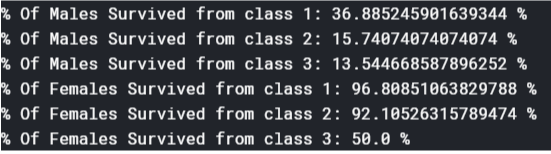 % Of Males Survived from class 1: 36.885245901639344 %
% Of Males Survived from class 2: 15.74074074074074 %
% Of Males Survived from class 3: 13.544668587896252 %
% Of Females Survived from class 1: 96.80851063829788 %
% Of Females Survived from class 2: 92.10526315789474 %
% Of Females Survived from class 3: 50.0 %